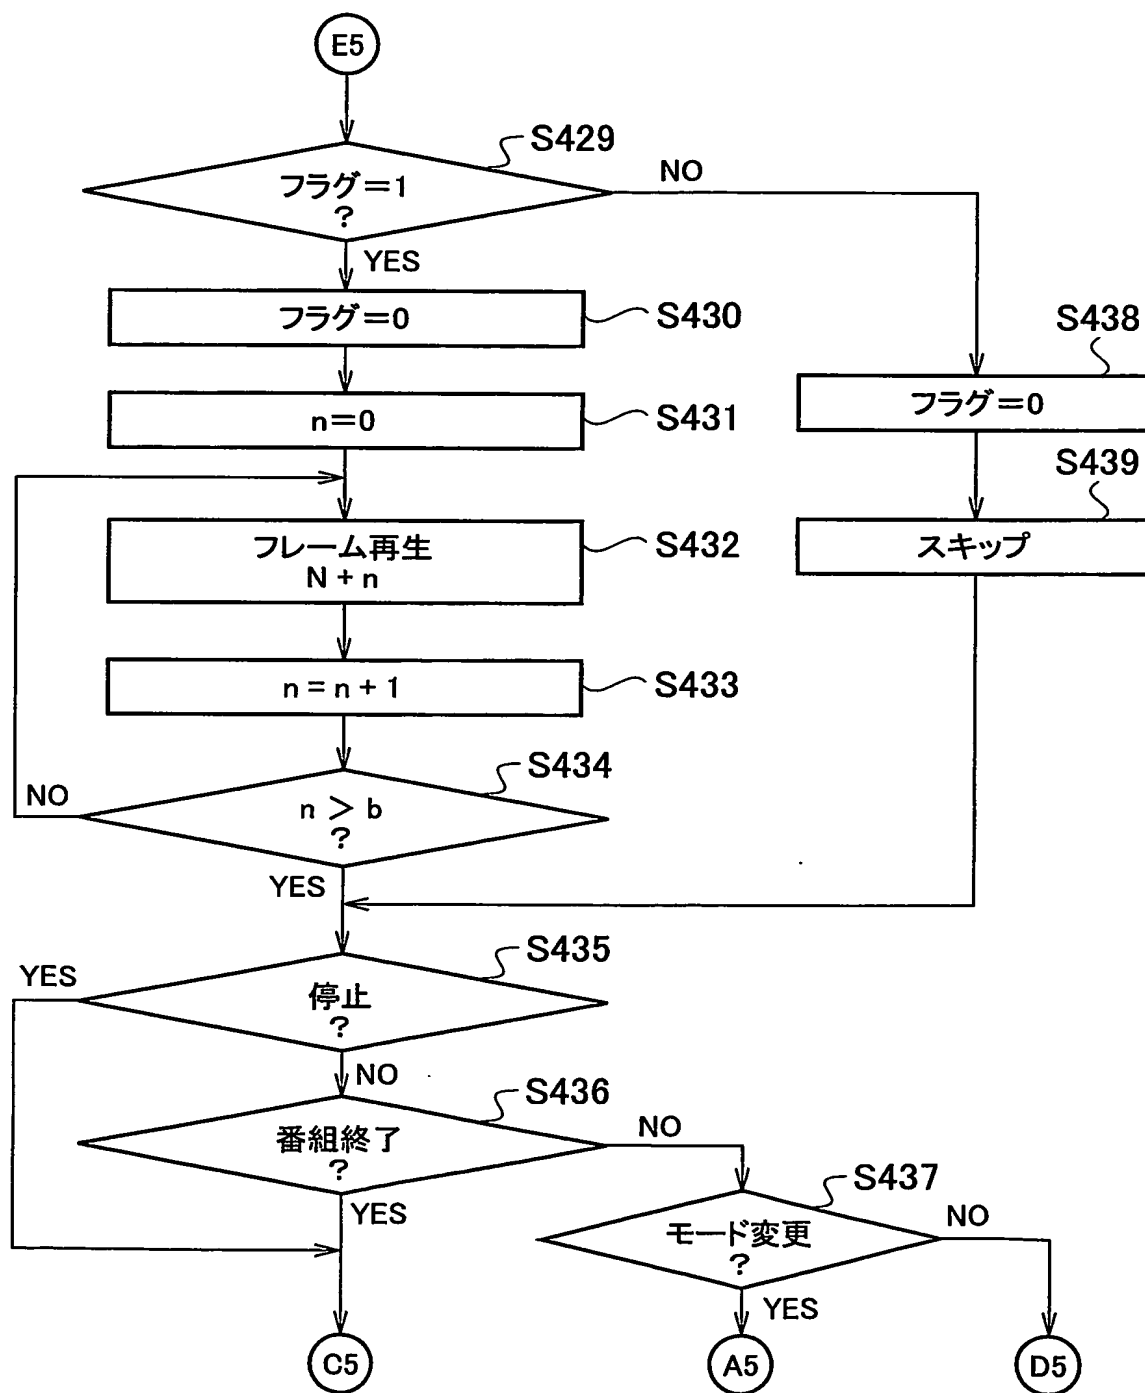 E5
S429
フラグ=1
?
NO
YES
フラグ=0
S430
S438
フラグ=0
n=0
S431
S439
スキップ
フレーム再生
N + n
S432
n = n + 1
S433
S434
NO
n > b
?
YES
S435
YES
停止
?
NO
S436
番組終了
?
NO
YES
S437
モード変更
?
NO
YES
C5
A5
D5